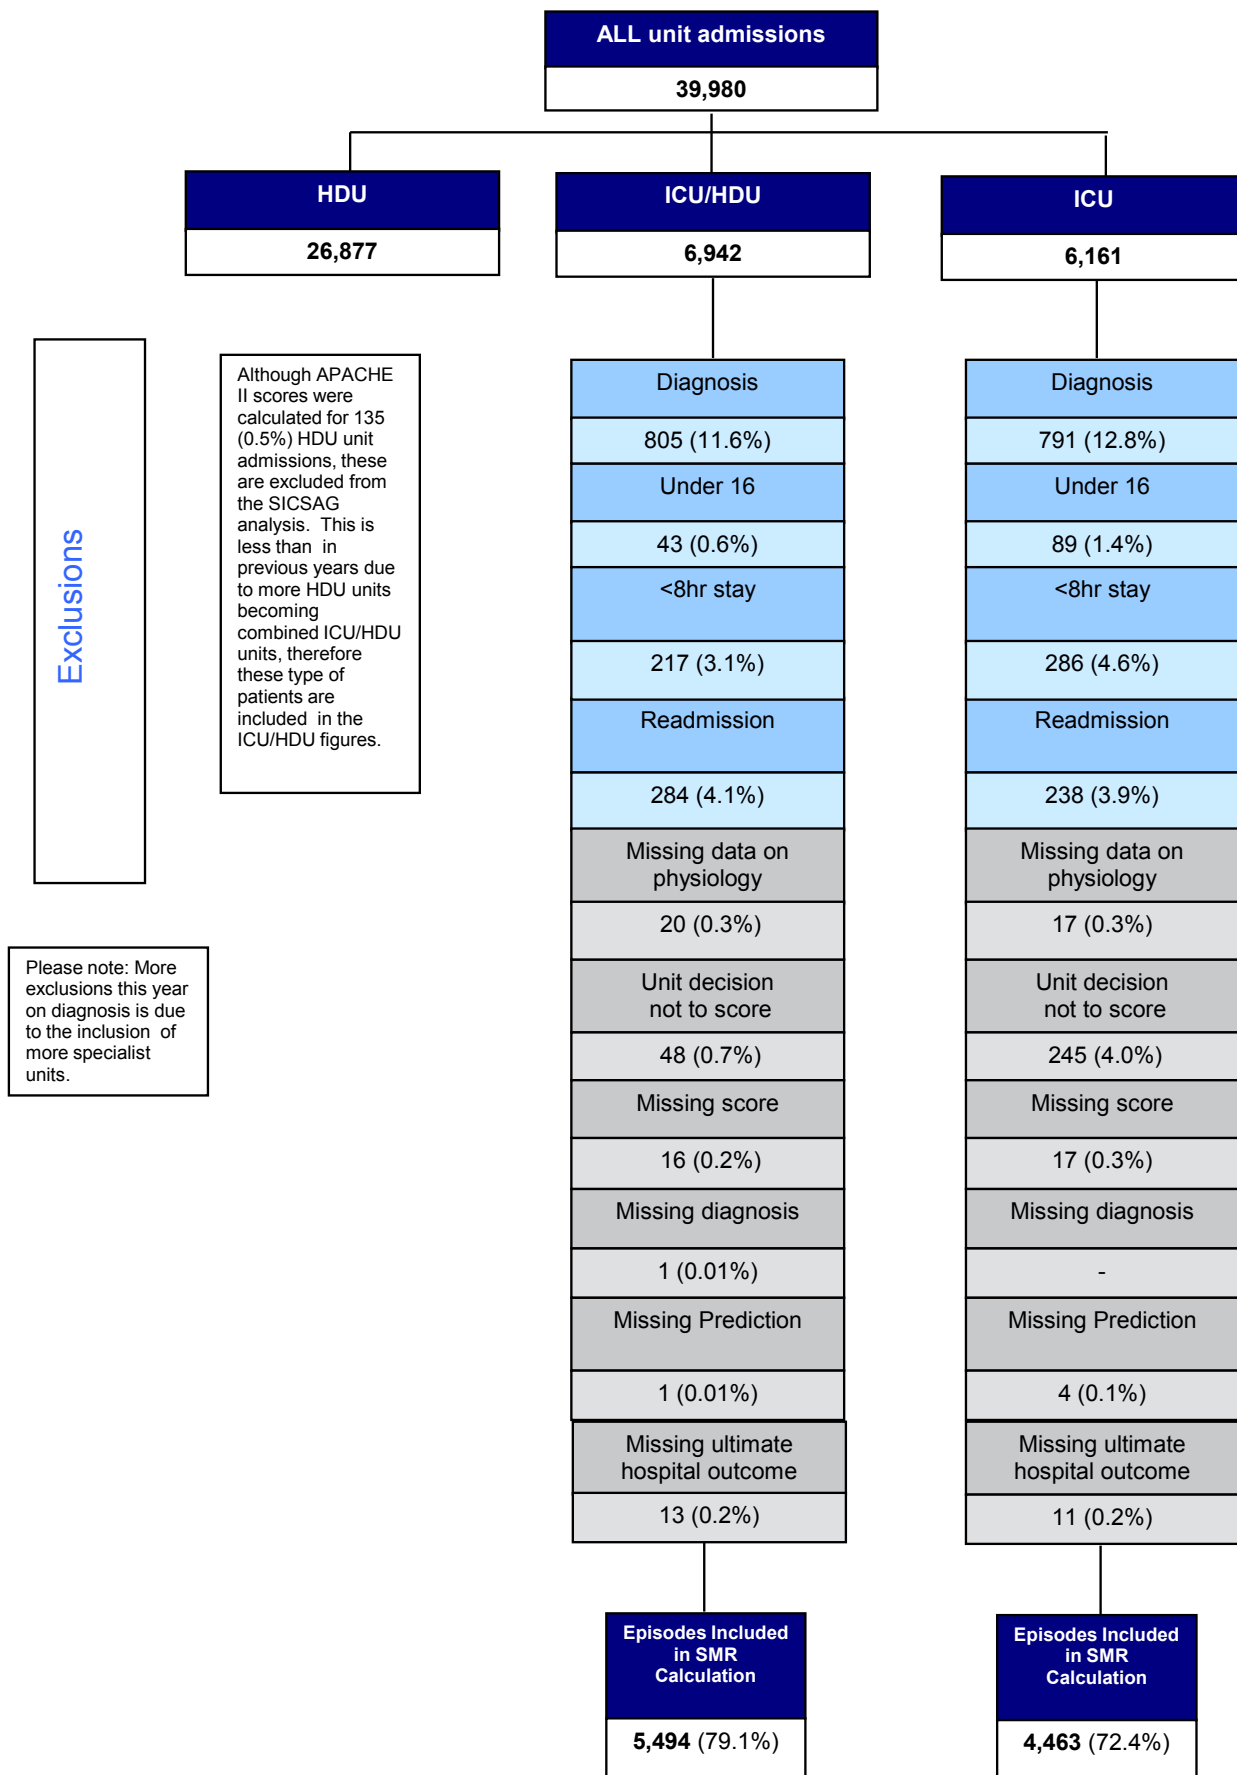 ALL unit admissions
39,980
HDU
26,877
ICU/HDU
6,942
ICU
6,161
Exclusions
Although APACHE
II scores were
calculated for 135
(0.5%) HDU unit
admissions, these
are excluded from
the SICSAG
analysis. This is
less than in
previous years due
to more HDU units
becoming
combined ICU/HDU
units, therefore
these type of
patients are
included in the
ICU/HDU figures.
Please note: More
exclusions this year
on diagnosis is due
to the inclusion of
more specialist
units.
Diagnosis
805 (11.6%)
Under 16
43 (0.6%)
<8hr stay
217 (3.1%)
Readmission
284 (4.1%)
Missing data on
physiology
20 (0.3%)
Unit decision
not to score
48 (0.7%)
Missing score
16 (0.2%)
Missing diagnosis
1 (0.01%)
Missing Prediction
1 (0.01%)
Missing ultimate
hospital outcome
13 (0.2%)
Episodes Included
in SMR
Calculation
5,494 (79.1%)
Diagnosis
791 (12.8%)
Under 16
89 (1.4%)
<8hr stay
286 (4.6%)
Readmission
238 (3.9%)
Missing data on
physiology
17 (0.3%)
Unit decision
not to score
245 (4.0%)
Missing score
17 (0.3%)
Missing diagnosis
-
Missing Prediction
4 (0.1%)
Missing ultimate
hospital outcome
11 (0.2%)
Episodes Included
in SMR
Calculation
4,463 (72.4%)